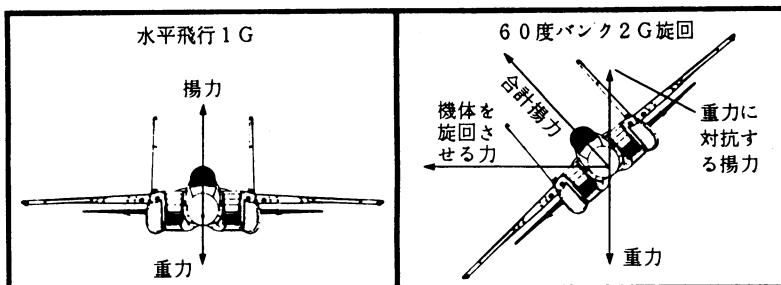 水平飛行1G
揚力
重力
60度バンク2G旋回
合計揚力
機体を
旋回さ
せる力
重力に
対抗す
る揚力
重力